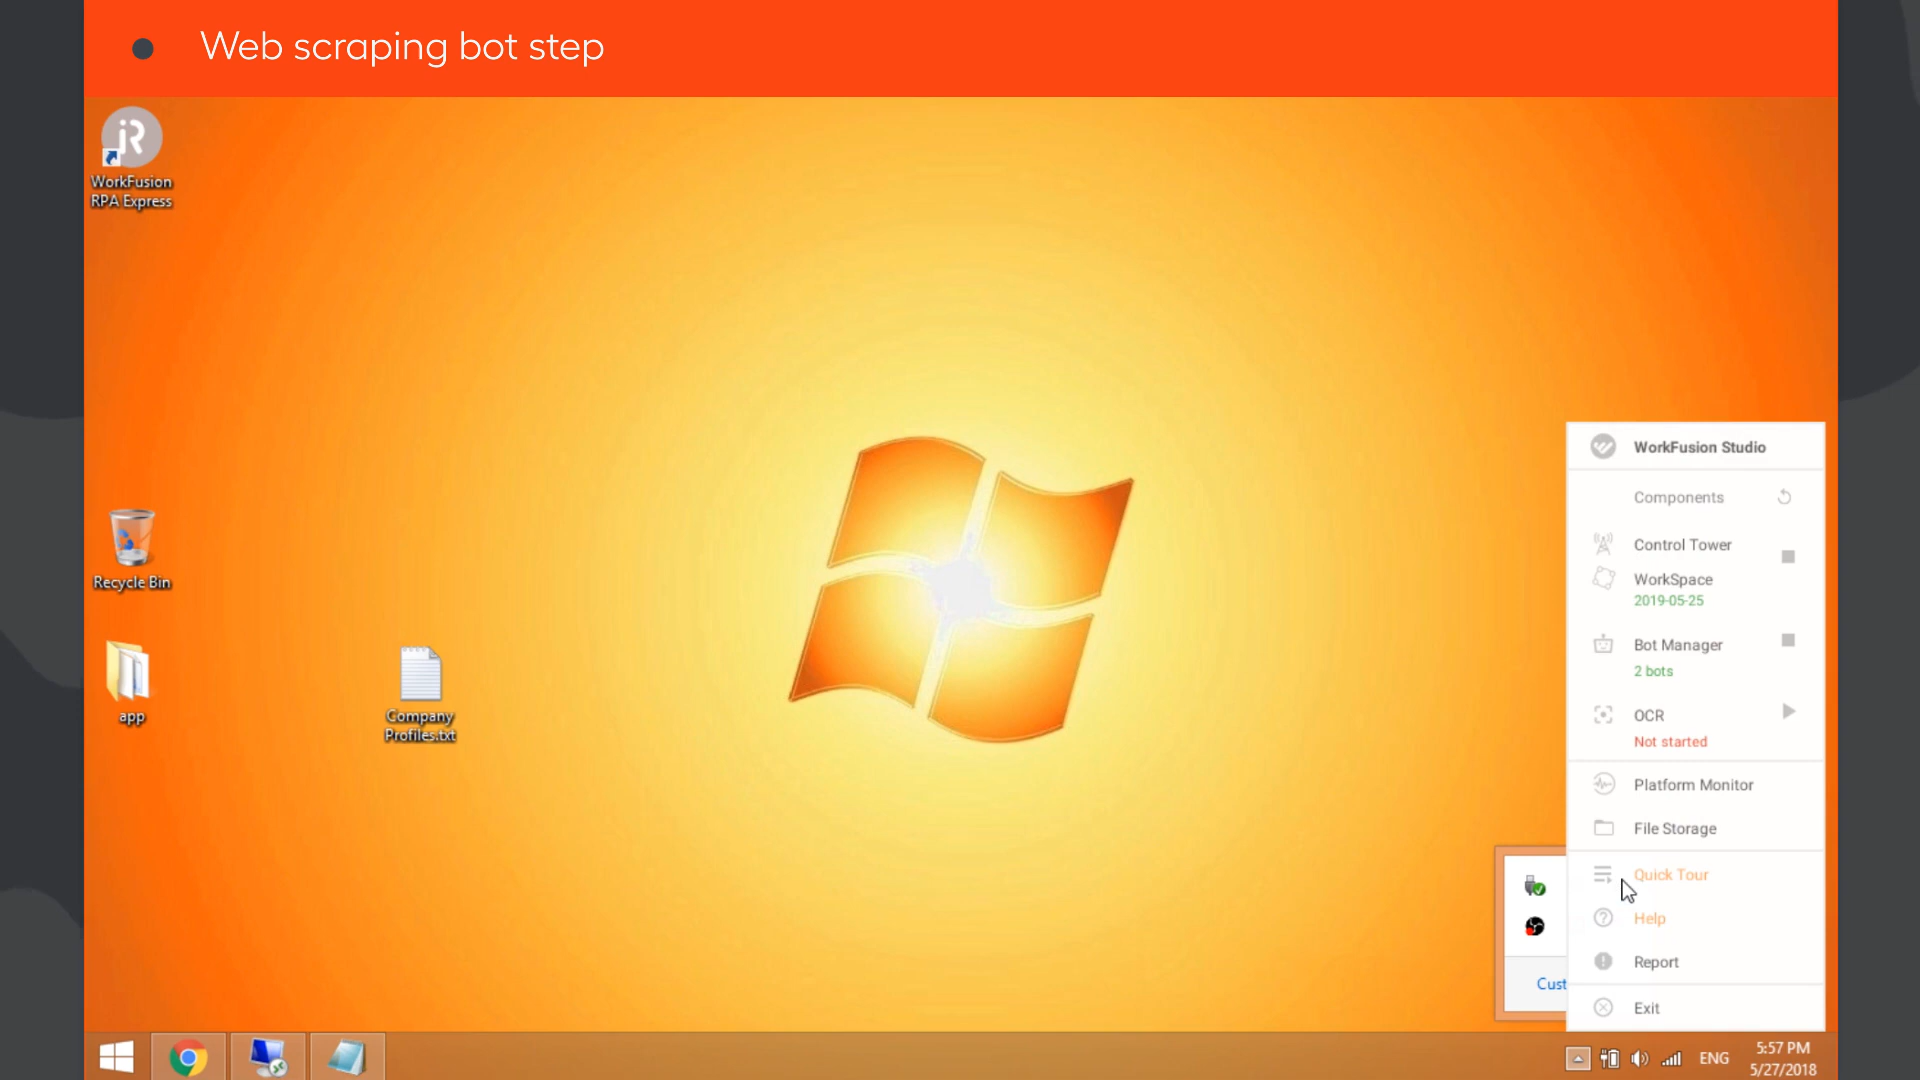 Web scraping bot step
WorkFusion
RPA Express
Recycle Bin
app
Company
Profiles.txt
WorkFusion Studio
Components
Control Tower
WorkSpace
2019-05-25
Bot Manager
2 bots
OCR
Not started
Platform Monitor
File Storage
Quick Tour
Help
Report
Exit
Cust
ENG
5:57 PM
5/27/2018